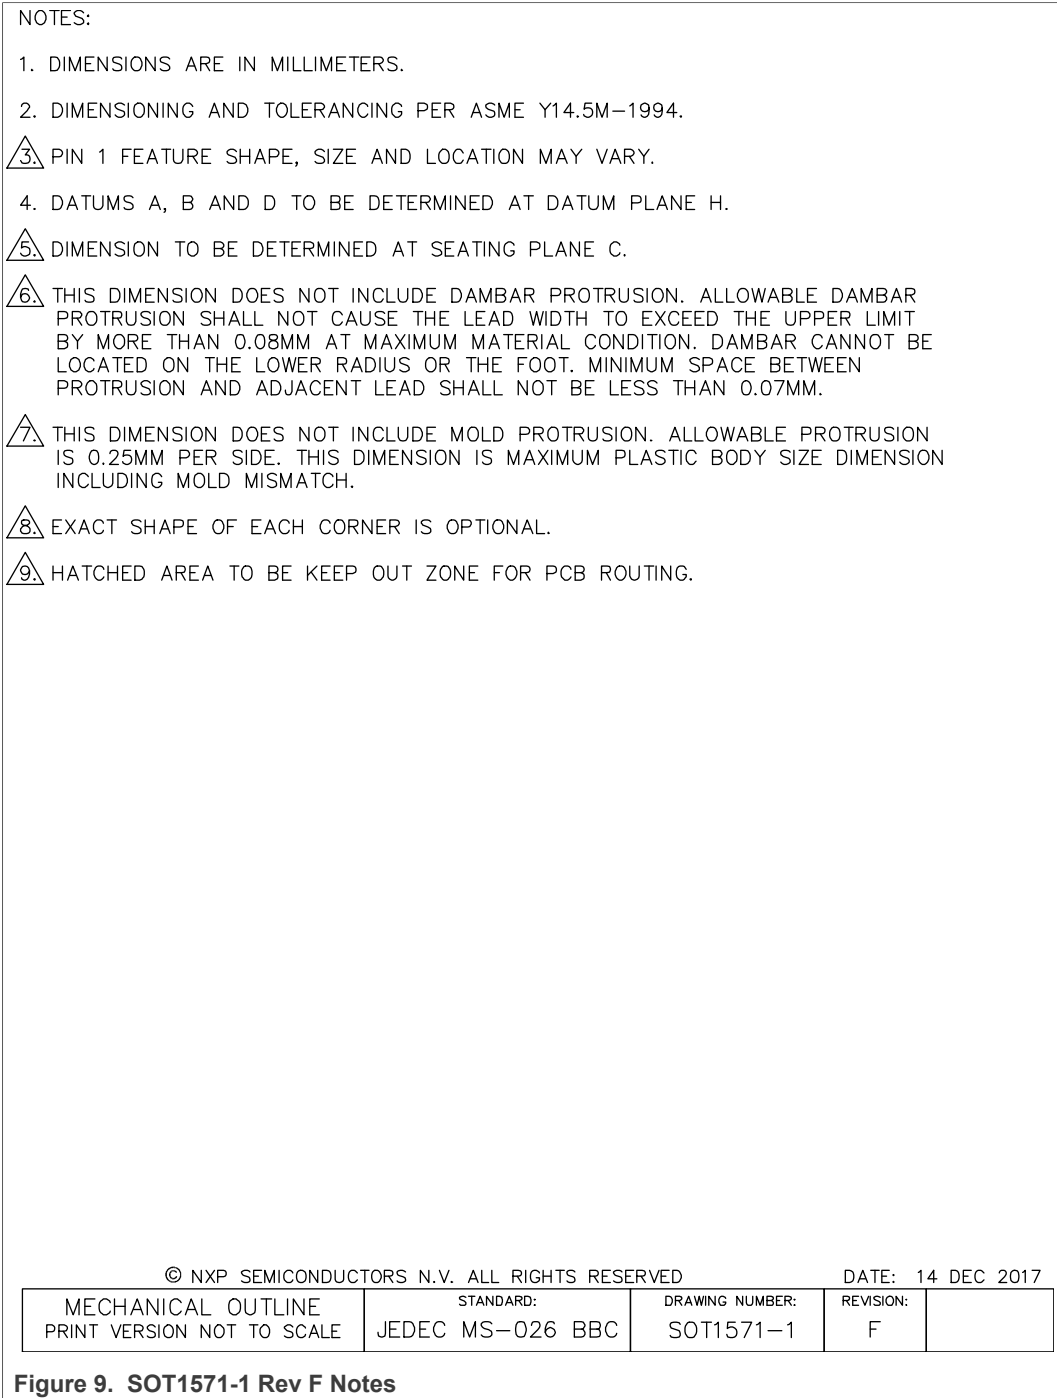 NOTES:
1. DIMENSIONS ARE IN MILLIMETERS.
2. DIMENSIONING AND TOLERANCING PER ASME Y14.5M-1994.
3. PIN 1 FEATURE SHAPE, SIZE AND LOCATION MAY VARY.
4. DATUMS A, B AND D TO BE DETERMINED AT DATUM PLANE H.
5. DIMENSION TO BE DETERMINED AT SEATING PLANE C.
6. THIS DIMENSION DOES NOT INCLUDE DAMBAR PROTRUSION. ALLOWABLE DAMBAR
PROTRUSION SHALL NOT CAUSE THE LEAD WIDTH TO EXCEED THE UPPER LIMIT
BY MORE THAN 0.08MM AT MAXIMUM MATERIAL CONDITION. DAMBAR CANNOT BE
LOCATED ON THE LOWER RADIUS OR THE FOOT. MINIMUM SPACE BETWEEN
PROTRUSION AND ADJACENT LEAD SHALL NOT BE LESS THAN 0.07MM.
7. THIS DIMENSION DOES NOT INCLUDE MOLD PROTRUSION. ALLOWABLE PROTRUSION
IS 0.25MM PER SIDE. THIS DIMENSION IS MAXIMUM PLASTIC BODY SIZE DIMENSION
INCLUDING MOLD MISMATCH.
8. EXACT SHAPE OF EACH CORNER IS OPTIONAL.
9. HATCHED AREA TO BE KEEP OUT ZONE FOR PCB ROUTING.
© NXP SEMICONDUCTORS N.V. ALL RIGHTS RESERVED DATE: 14 DEC 2017
MECHANICAL OUTLINE STANDARD: DRAWING NUMBER: REVISION:
PRINT VERSION NOT TO SCALE JEDEC MS-026 BBC SOT1571-1 F
Figure 9. SOT1571-1 Rev F Notes